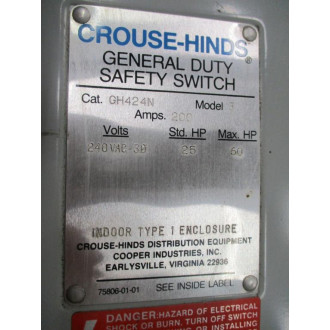 CROUSE-HINDS®
GENERAL DUTY
SAFETY SWITCH
Cat. GH424N Model 3
Amps. 200
Volts Std. HP Max. HP
240VAC-3Ø 25 60
INDOOR TYPE 1 ENCLOSURE
CROUSE-HINDS DISTRIBUTION EQUIPMENT
COOPER INDUSTRIES, INC.
EARLYSVILLE, VIRGINIA 22936
75806-01-01 SEE INSIDE LABEL
DANGER: HAZARD OF ELECTRICAL
SHOCK OR BURN, TURN OFF SWITCH